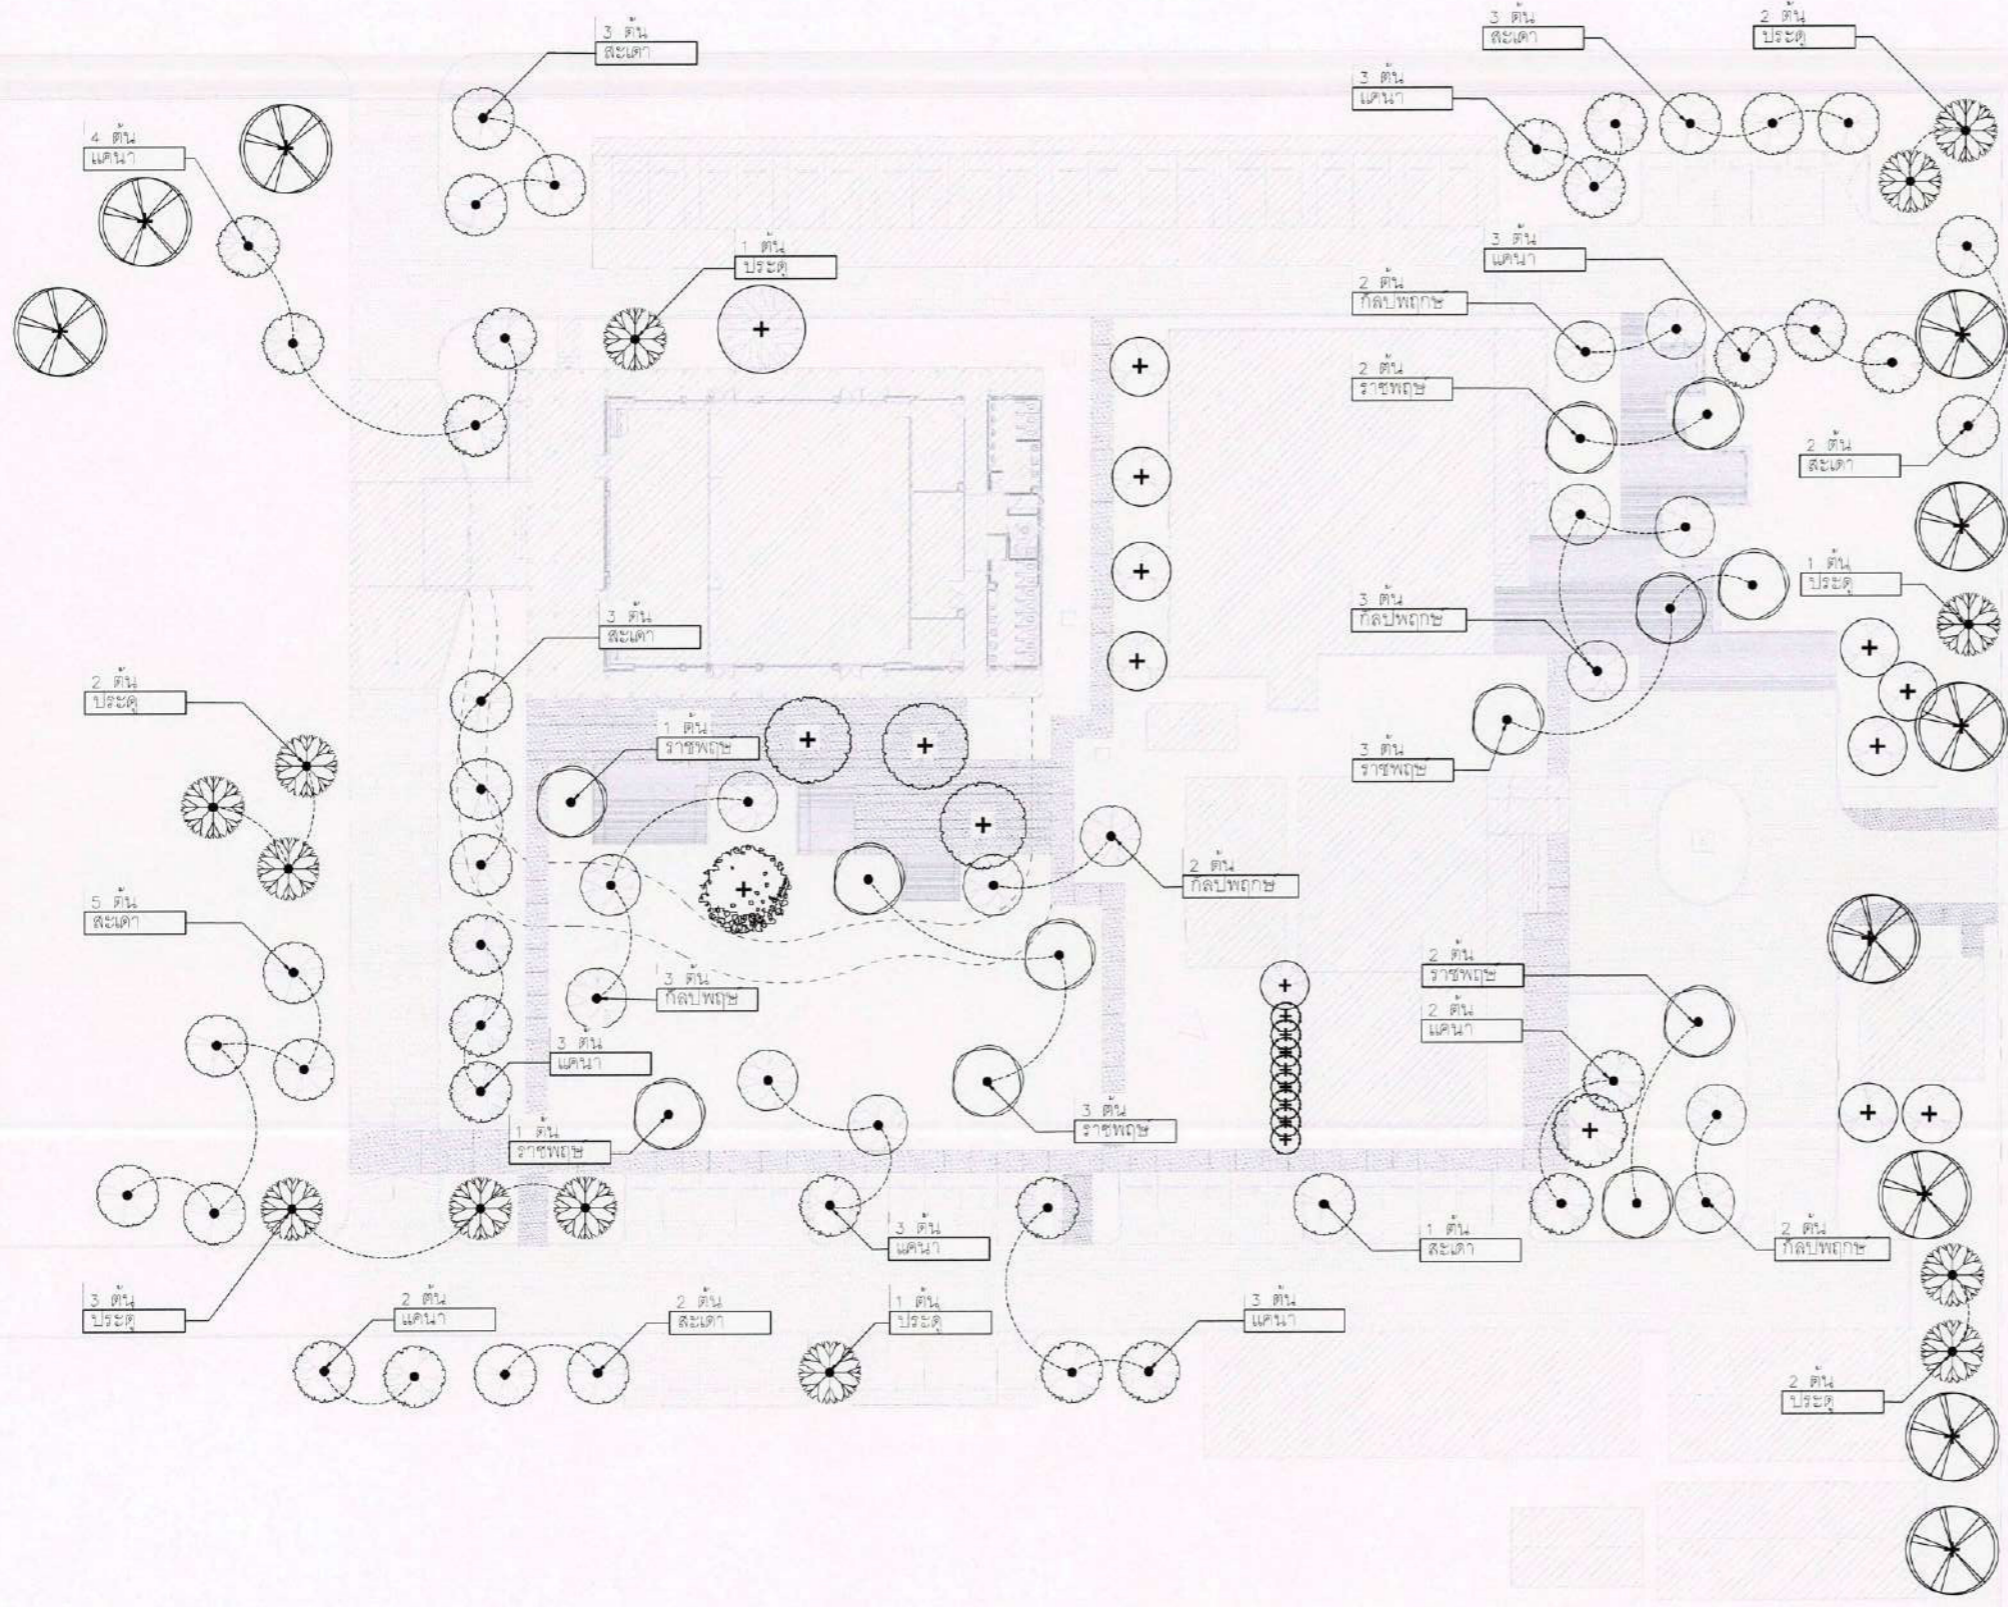 3 ต้น
สะเดา
3 ต้น
สะเดา
2 ต้น
ประดู่
3 ต้น
แคนา
4 ต้น
แคนา
1 ต้น
ประดู่
3 ต้น
แคนา
2 ต้น
กัลปพฤกษ์
2 ต้น
ราชพฤษ์
2 ต้น
สะเดา
1 ต้น
ประดู่
3 ต้น
กัลปพฤกษ์
3 ต้น
สะเดา
2 ต้น
ประดู่
1 ต้น
ราชพฤษ์
3 ต้น
ราชพฤษ์
2 ต้น
กัลปพฤกษ์
5 ต้น
สะเดา
3 ต้น
กัลปพฤษ์
2 ต้น
ราชพฤษ์
2 ต้น
แคนา
3 ต้น
แคนา
1 ต้น
ราชพฤษ์
3 ต้น
ราชพฤษ์
3 ต้น
แคนา
1 ต้น
สะเดา
2 ต้น
กัลปพฤกษ์
3 ต้น
ประดู่
2 ต้น
แคนา
2 ต้น
สะเดา
1 ต้น
ประดู่
3 ต้น
แคนา
2 ต้น
ประดู่